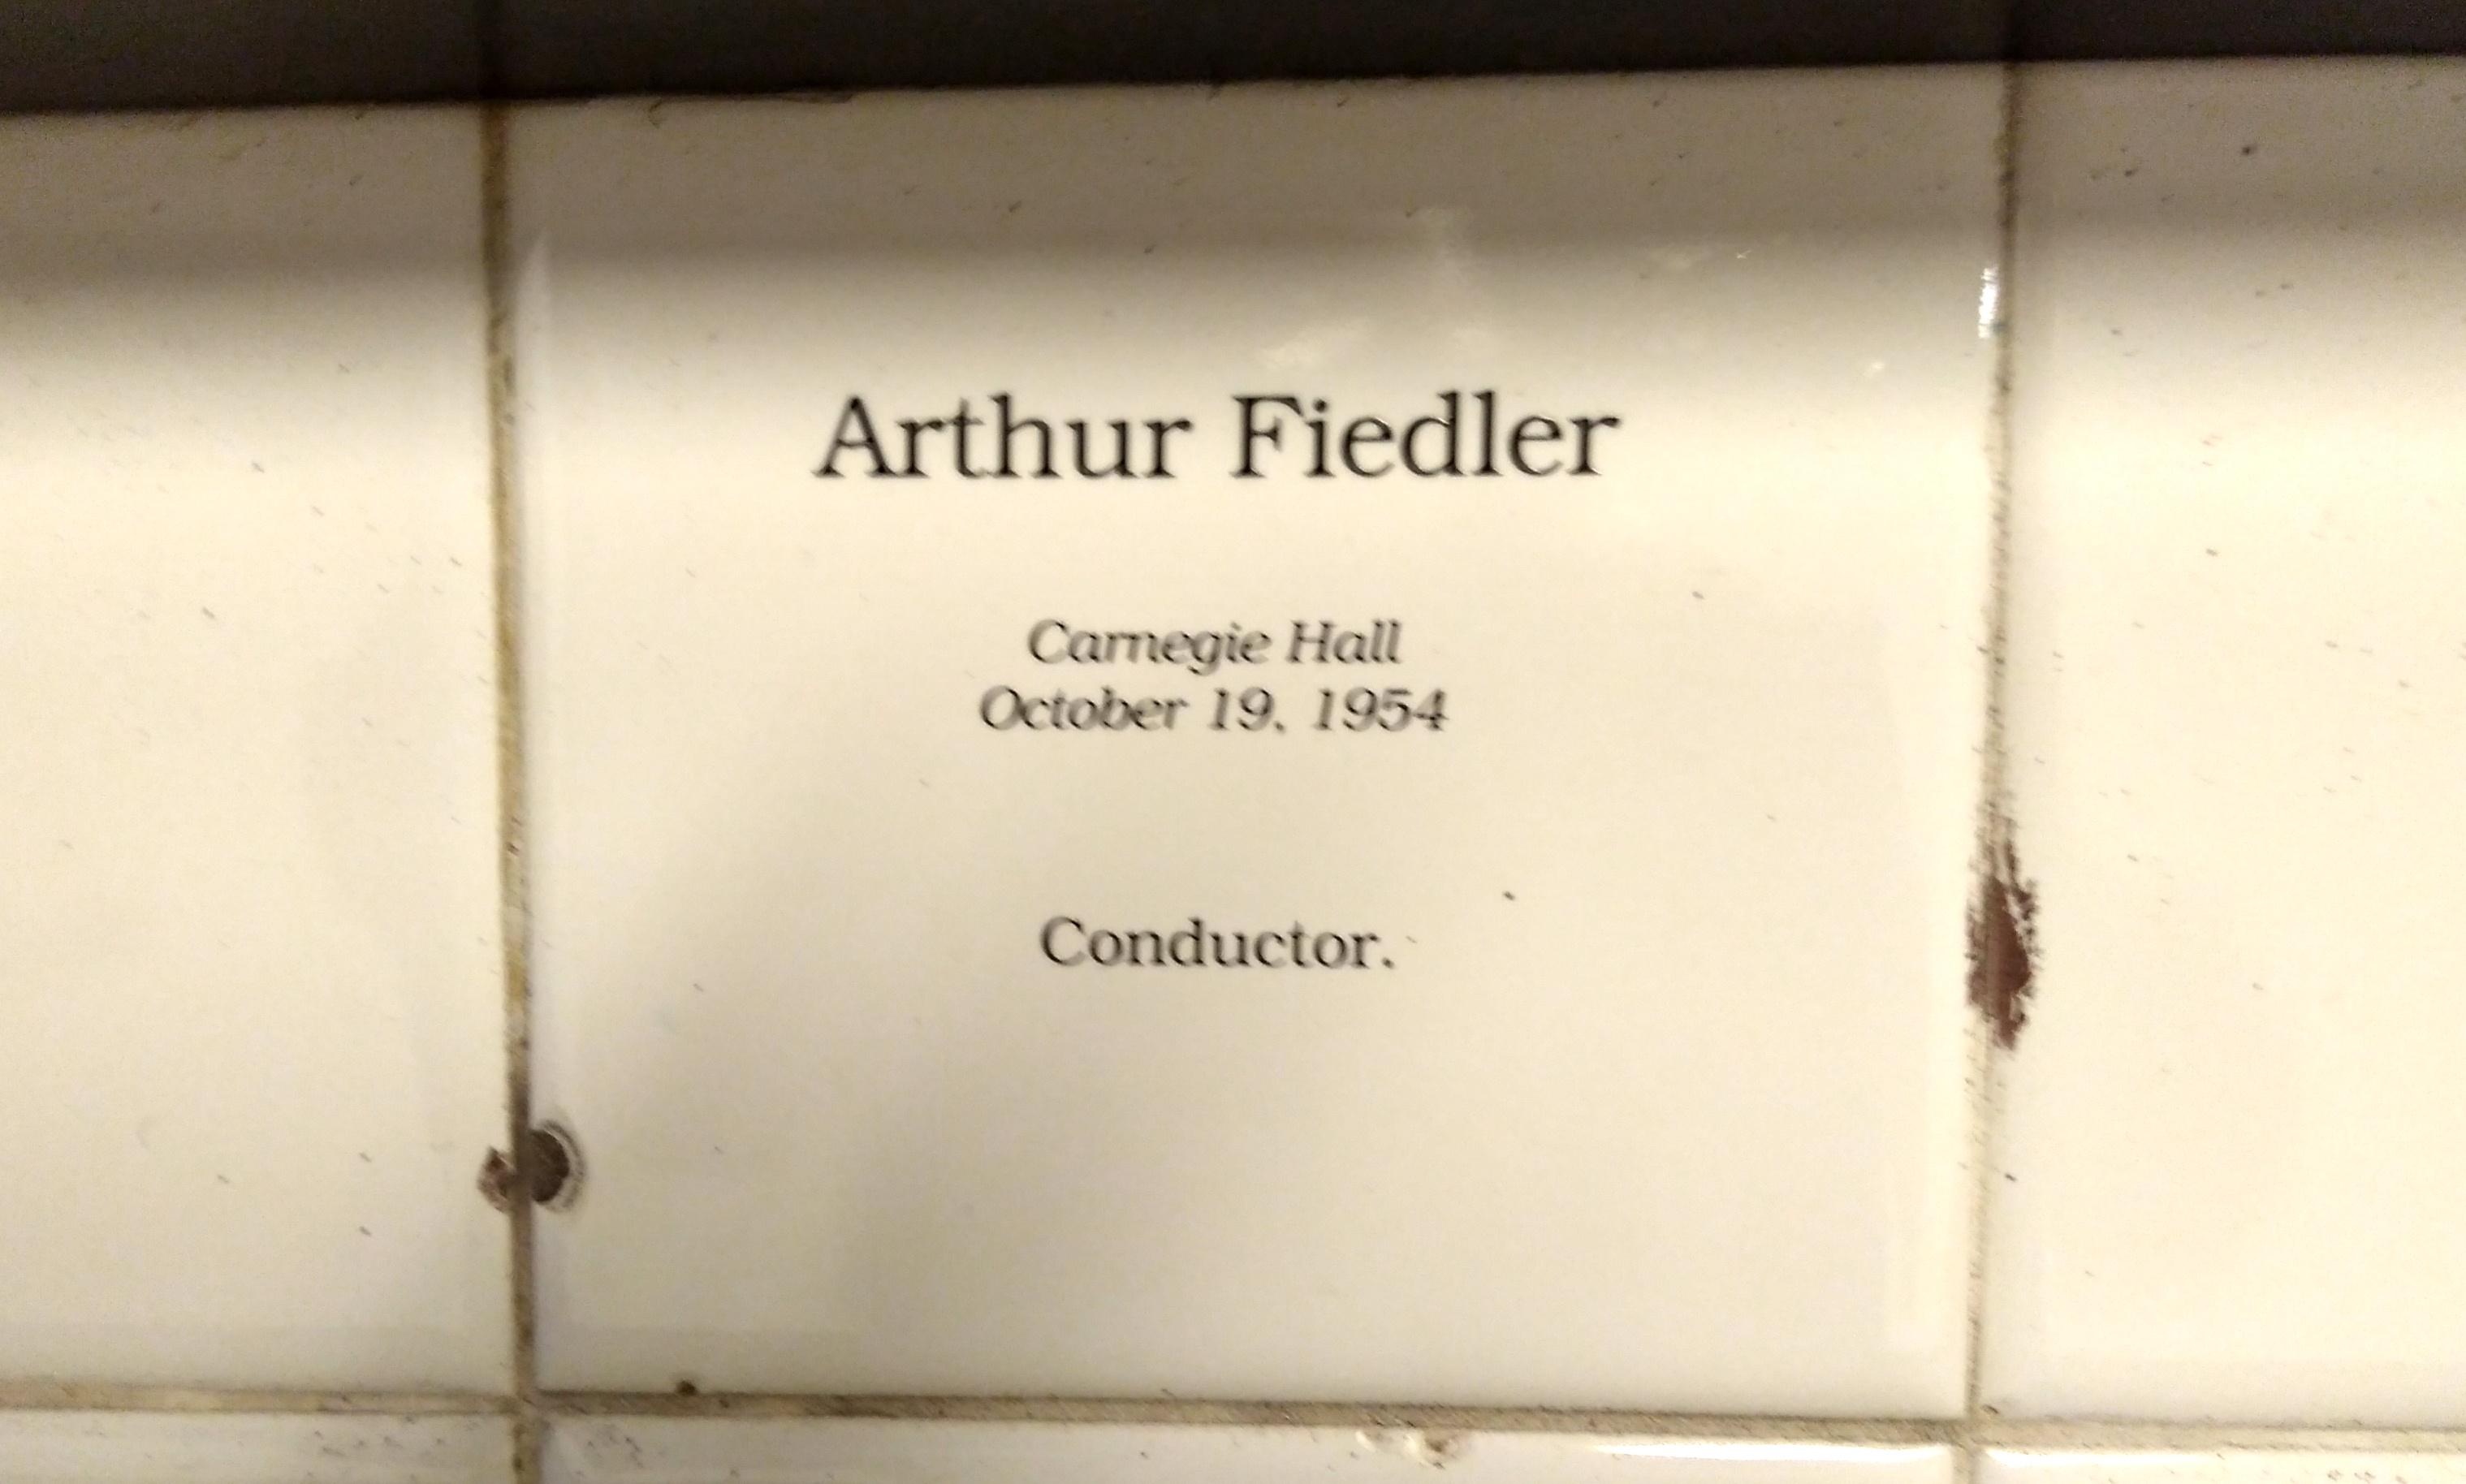 Arthur Fiedler
Carnegie Hall
October 19, 1954
Conductor.